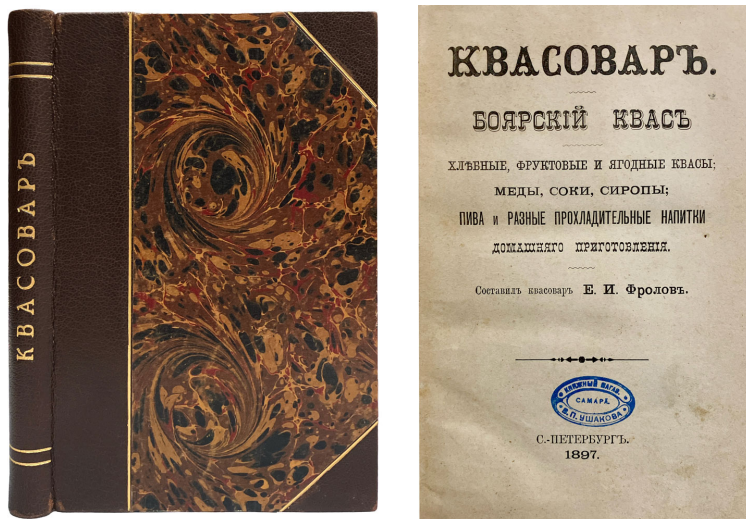 КВАСОВАРЪ
КВАСОВАРЪ.
БОЯРСКІЙ КВАСЪ
ХЛѢБНЫЕ, ФРУКТОВЫЕ И ЯГОДНЫЕ КВАСЫ;
МЕДЫ, СОКИ, СИРОПЫ;
ПИВА И РАЗНЫЕ ПРОХЛАДИТЕЛЬНЫЕ НАПИТКИ
ДОМАШНЯГО ПРИГОТОВЛЕНІЯ.
Составилъ квасоваръ Е. И. Фроловъ.
КНИЖНЫЙ МАГАЗ.
САМАРА.
В.П. УШАКОВА
С.-ПЕТЕРБУРГЪ.
1897.